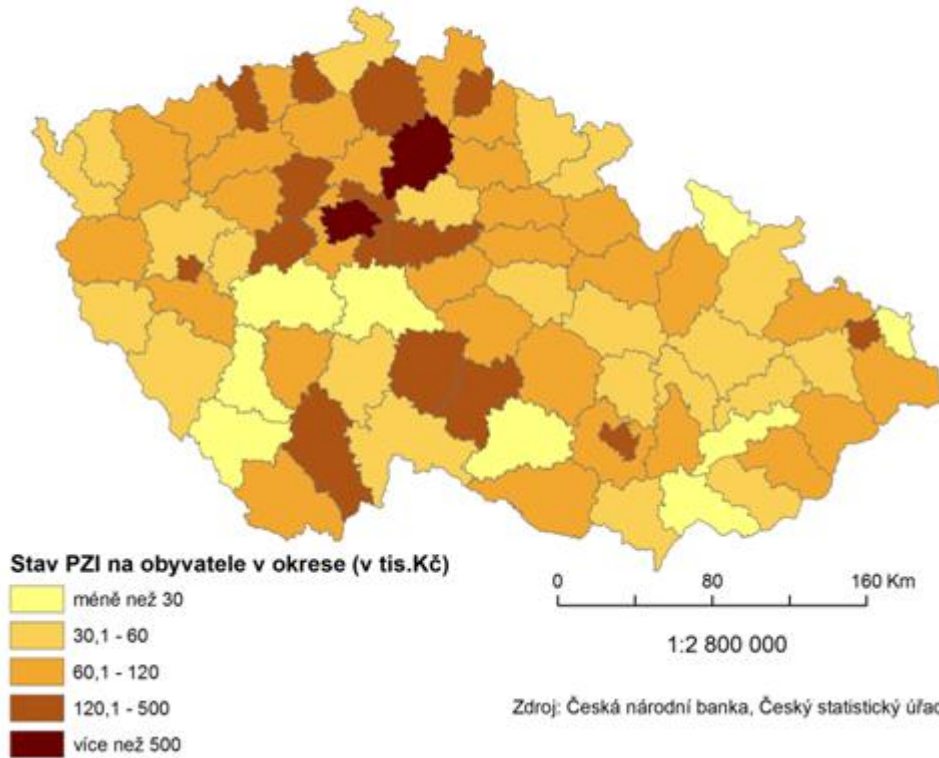 Stav PZI na obyvatele v okrese (v tis.Kč)
méně než 30
30,1 - 60
60,1 - 120
120,1 - 500
více než 500
0 80 160 Km
1:2 800 000
Zdroj: Česká národní banka, Český statistický úřad